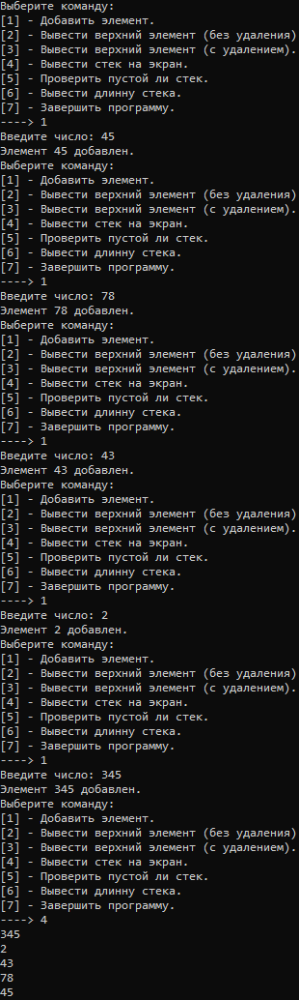 Выберите команду:
[1] - Добавить элемент.
[2] - Вывести верхний элемент (без удаления)
[3] - Вывести верхний элемент (с удалением).
[4] - Вывести стек на экран.
[5] - Проверить пустой ли стек.
[6] - Вывести длинну стека.
[7] - Завершить программу.
----> 1
Введите число: 45
Элемент 45 добавлен.
Выберите команду:
[1] - Добавить элемент.
[2] - Вывести верхний элемент (без удаления)
[3] - Вывести верхний элемент (с удалением).
[4] - Вывести стек на экран.
[5] - Проверить пустой ли стек.
[6] - Вывести длинну стека.
[7] - Завершить программу.
----> 1
Введите число: 78
Элемент 78 добавлен.
Выберите команду:
[1] - Добавить элемент.
[2] - Вывести верхний элемент (без удаления)
[3] - Вывести верхний элемент (с удалением).
[4] - Вывести стек на экран.
[5] - Проверить пустой ли стек.
[6] - Вывести длинну стека.
[7] - Завершить программу.
----> 1
Введите число: 43
Элемент 43 добавлен.
Выберите команду:
[1] - Добавить элемент.
[2] - Вывести верхний элемент (без удаления)
[3] - Вывести верхний элемент (с удалением).
[4] - Вывести стек на экран.
[5] - Проверить пустой ли стек.
[6] - Вывести длинну стека.
[7] - Завершить программу.
----> 1
Введите число: 2
Элемент 2 добавлен.
Выберите команду:
[1] - Добавить элемент.
[2] - Вывести верхний элемент (без удаления)
[3] - Вывести верхний элемент (с удалением).
[4] - Вывести стек на экран.
[5] - Проверить пустой ли стек.
[6] - Вывести длинну стека.
[7] - Завершить программу.
----> 1
Введите число: 345
Элемент 345 добавлен.
Выберите команду:
[1] - Добавить элемент.
[2] - Вывести верхний элемент (без удаления)
[3] - Вывести верхний элемент (с удалением).
[4] - Вывести стек на экран.
[5] - Проверить пустой ли стек.
[6] - Вывести длинну стека.
[7] - Завершить программу.
----> 4
345
2
43
78
45